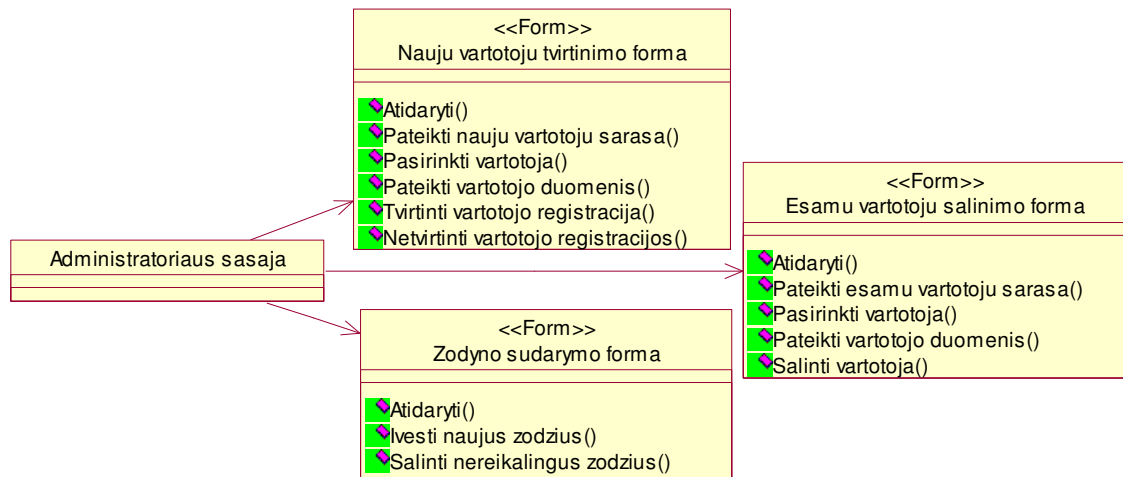 <<Form>>
Nauju vartotoju tvirtinimo forma
Atidaryti()
Pateikti nauju vartotoju sarasa()
Pasirinkti vartotoja()
Pateikti vartotojo duomenis()
Tvirtinti vartotojo registracija()
Netvirtinti vartotojo registracijos()
Administratoriaus sasaja
<<Form>>
Esamu vartotoju salinimo forma
Atidaryti()
Pateikti esamu vartotoju sarasa()
Pasirinkti vartotoja()
Pateikti vartotojo duomenis()
Salinti vartotoja()
<<Form>>
Zodyno sudarymo forma
Atidaryti()
Ivesti naujus zodzius()
Salinti nereikalingus zodzius()